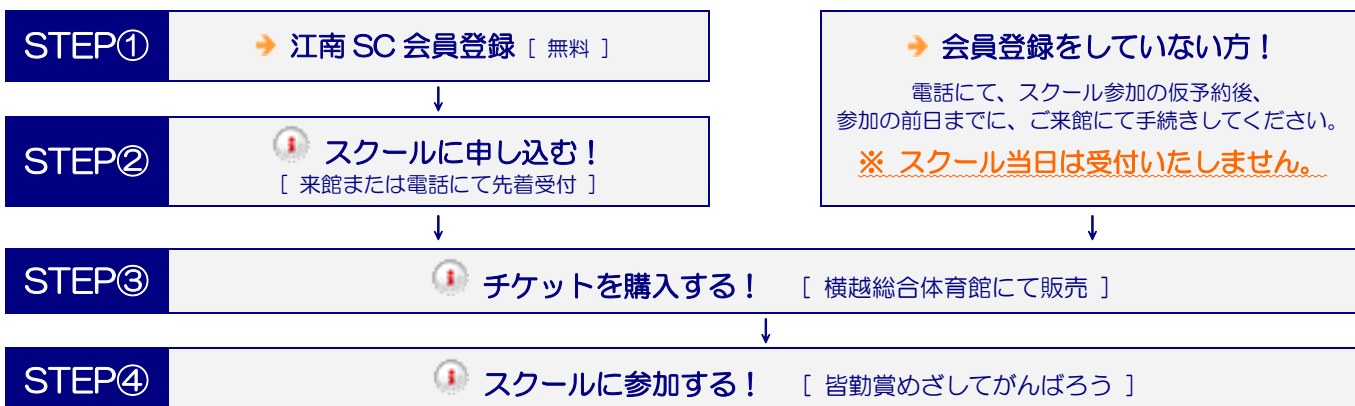 STEP①
江南 SC 会員登録 [ 無料 ]
↓
STEP②
スクールに申し込む！
[ 来館または電話にて先着受付 ]
↓
会員登録をしていない方！
電話にて、スクール参加の仮予約後、
参加の前日までに、ご来館にて手続きしてください。
※ スクール当日は受付いたしません。
↓
STEP③
チケットを購入する！ [ 横越総合体育館にて販売 ]
↓
STEP④
スクールに参加する！ [ 皆勤賞めざしてがんばろう ]